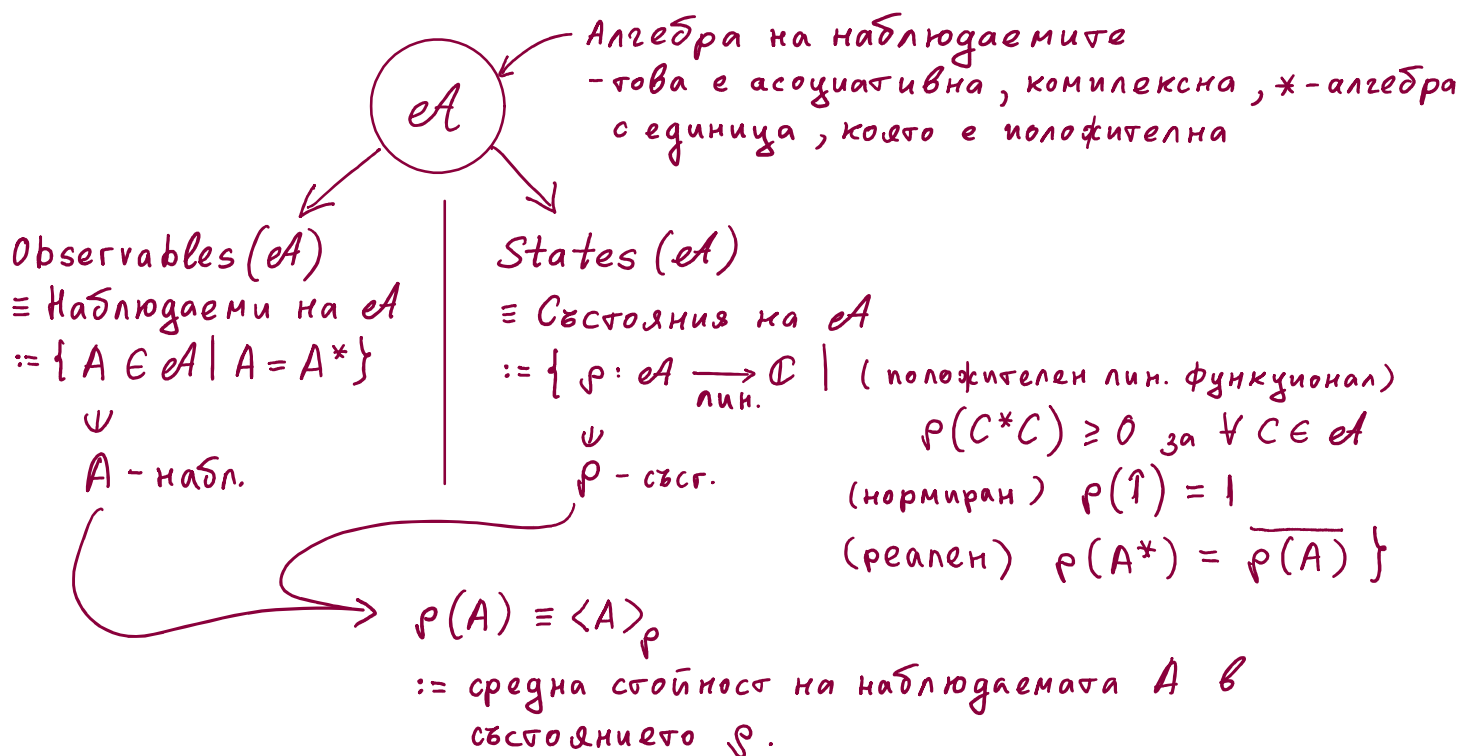 Алгебра на наблюдаемите
- това е асоциативна, комплексна, *-алгебра
с единица, която е положителна
𝒜
Observables(𝒜)
≡ Наблюдаеми на 𝒜
:= { A ∈ 𝒜 | A = A* }
A - набл.
States (𝒜)
≡ Състояния на 𝒜
:= { ρ : 𝒜 ⟶ ℂ | (положителен лин. функционал)
лин.
ρ(C*C) ≥ 0 за ∀ C ∈ 𝒜
ρ - съст.
(нормиран) ρ(1̂) = 1
(реален) ρ(A*) = \overline{ρ(A)} }
ρ(A) ≡ ⟨A⟩_ρ
:= средна стойност на наблюдаемата A в
състоянието ρ.